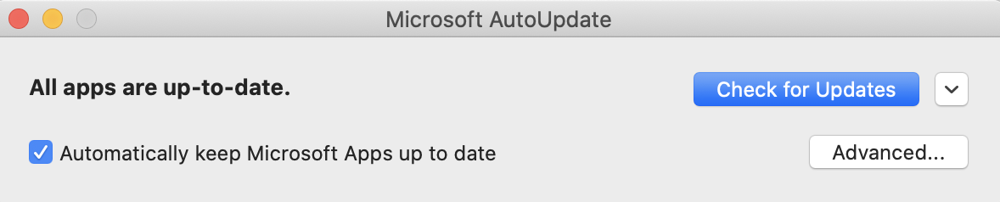 Microsoft AutoUpdate
All apps are up-to-date.
Check for Updates
Automatically keep Microsoft Apps up to date
Advanced...